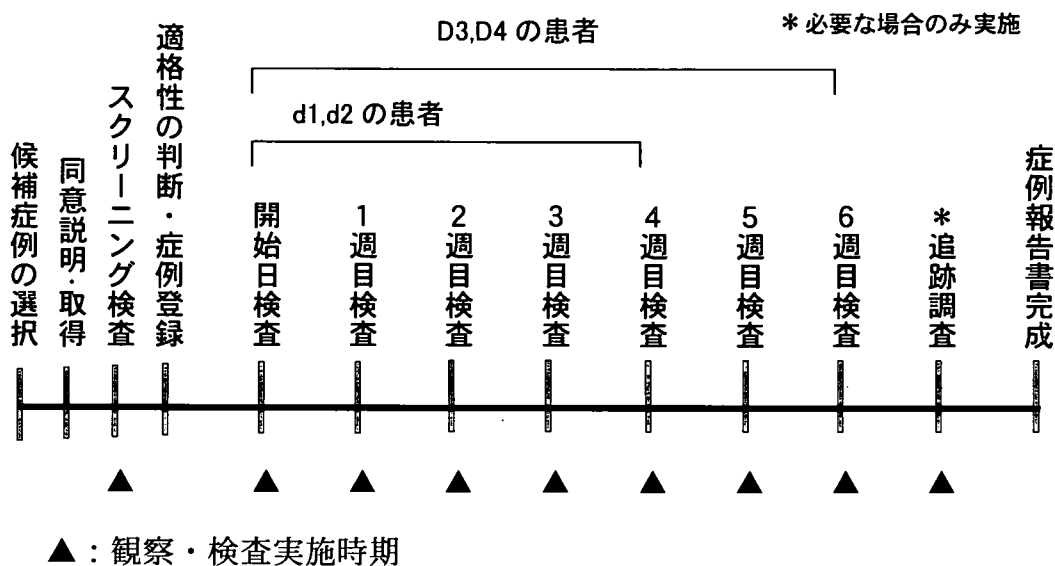 D3,D4 の患者
＊必要な場合のみ実施
d1,d2 の患者
候補症例の選択
同意説明・取得
スクリーニング検査
適格性の判断・症例登録
開始日検査
1週目検査
2週目検査
3週目検査
4週目検査
5週目検査
6週目検査
＊追跡調査
症例報告書完成
▲：観察・検査実施時期